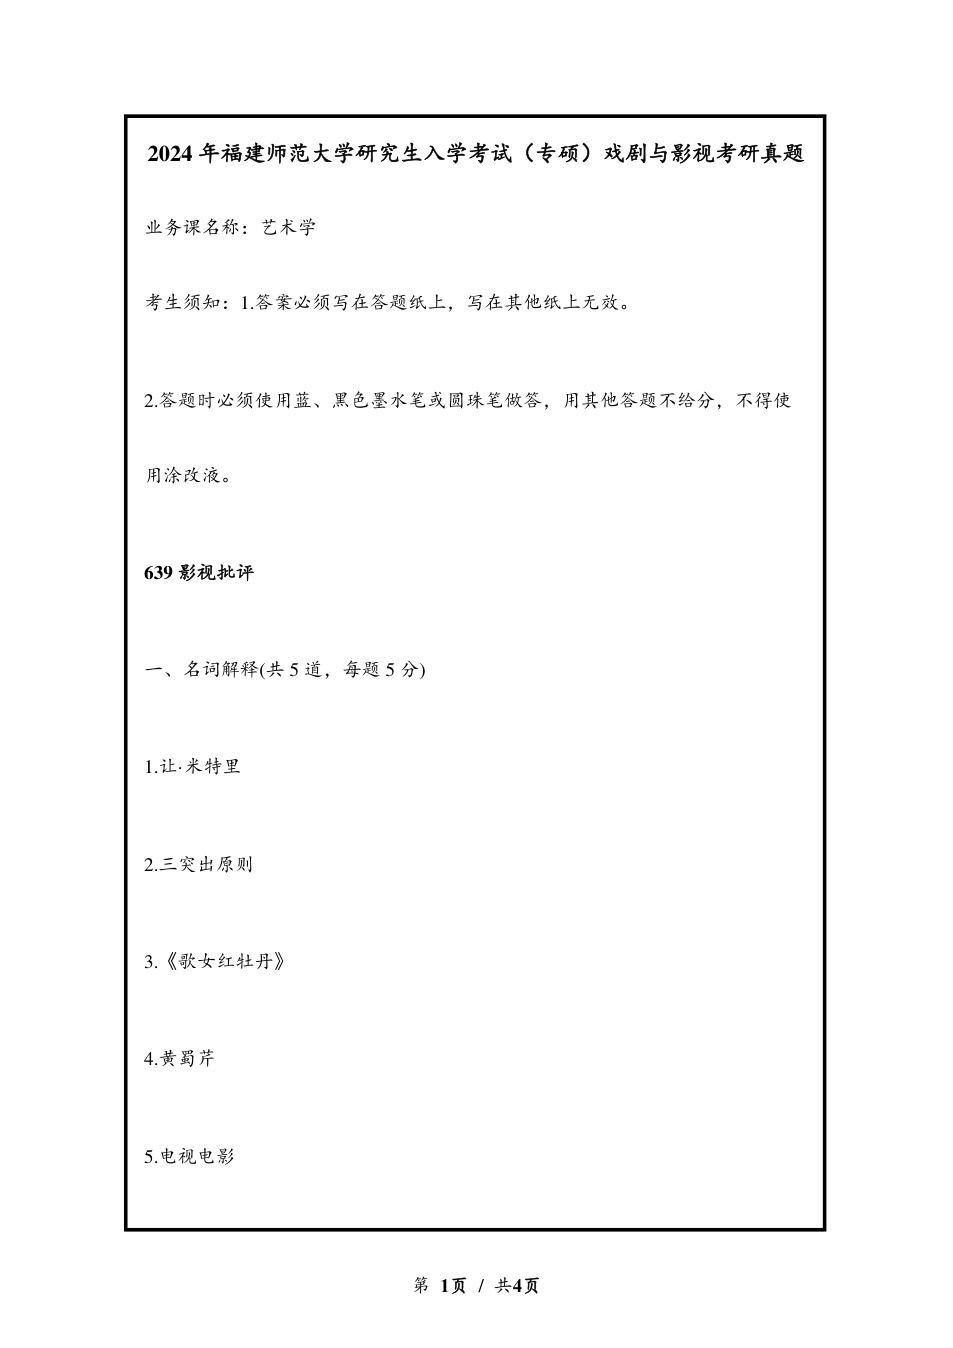 2024 年福建师范大学研究生入学考试（专硕）戏剧与影视考研真题
业务课名称：艺术学
考生须知：1.答案必须写在答题纸上，写在其他纸上无效。
2.答题时必须使用蓝、黑色墨水笔或圆珠笔做答，用其他答题不给分，不得使
用涂改液。
639 影视批评
一、名词解释(共 5 道，每题 5 分)
1.让·米特里
2.三突出原则
3.《歌女红牡丹》
4.黄蜀芹
5.电视电影
第 1页 / 共4页